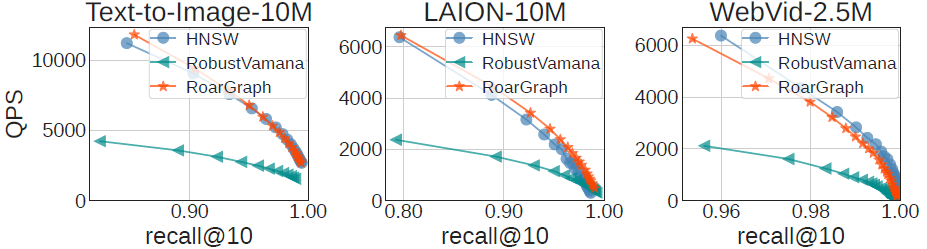 Text-to-Image-10M
LAION-10M
WebVid-2.5M
QPS
10000
5000
0
0.90
1.00
recall@10
HNSW
RobustVamana
RoarGraph
6000
4000
2000
0
0.80
0.90
1.00
recall@10
HNSW
RobustVamana
RoarGraph
6000
4000
2000
0
0.96
0.98
1.00
recall@10
HNSW
RobustVamana
RoarGraph